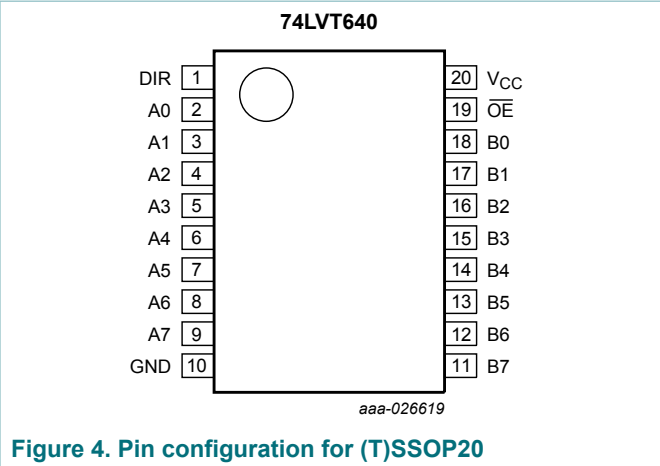 74LVT640
DIR 1 20 VCC
A0 2 19 OE
A1 3 18 B0
A2 4 17 B1
A3 5 16 B2
A4 6 15 B3
A5 7 14 B4
A6 8 13 B5
A7 9 12 B6
GND 10 11 B7
aaa-026619
Figure 4. Pin configuration for (T)SSOP20